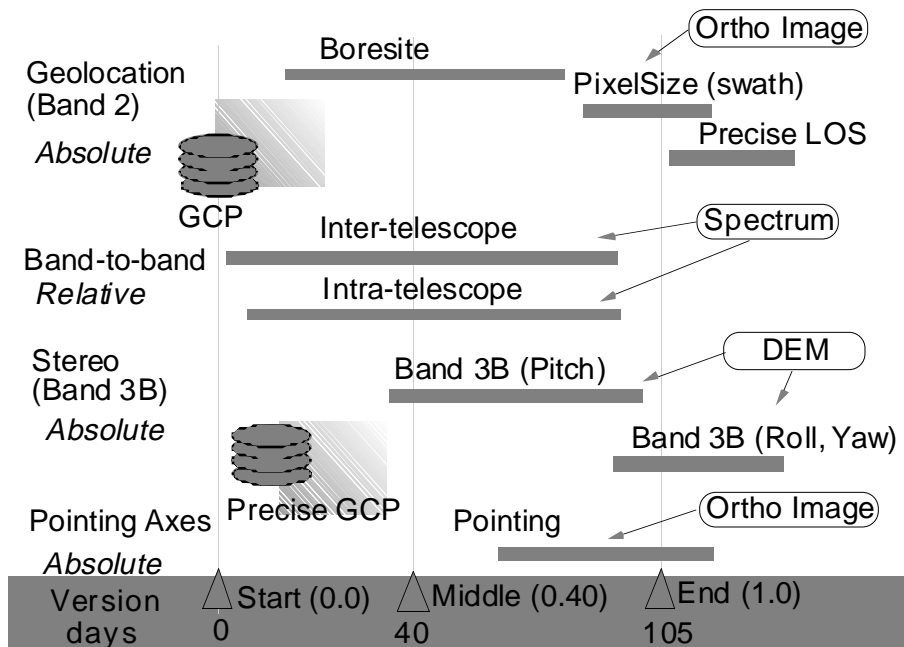 Ortho Image
Boresite
Geolocation
(Band 2)
PixelSize (swath)
Absolute
Precise LOS
GCP
Inter-telescope
Spectrum
Band-to-band
Relative
Intra-telescope
Stereo
(Band 3B)
DEM
Band 3B (Pitch)
Absolute
Band 3B (Roll, Yaw)
Precise GCP
Pointing Axes
Pointing
Ortho Image
Absolute
Version Start (0.0) Middle (0.40) End (1.0)
days 0 40 105